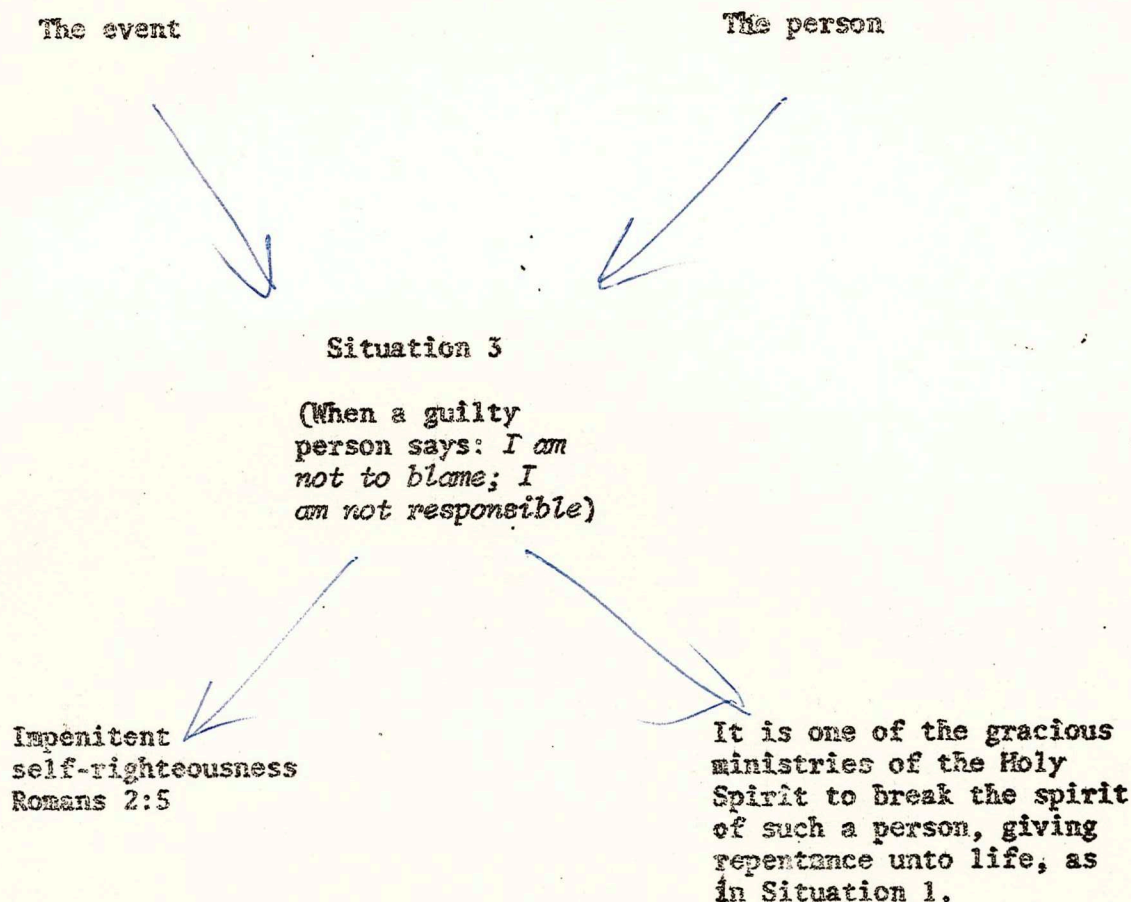 The event
The person
Situation 3
(When a guilty
person says: I am
not to blame; I
am not responsible)
Impenitent
self-righteousness
Romans 2:5
It is one of the gracious
ministries of the Holy
Spirit to break the spirit
of such a person, giving
repentance unto life, as
in Situation 1.